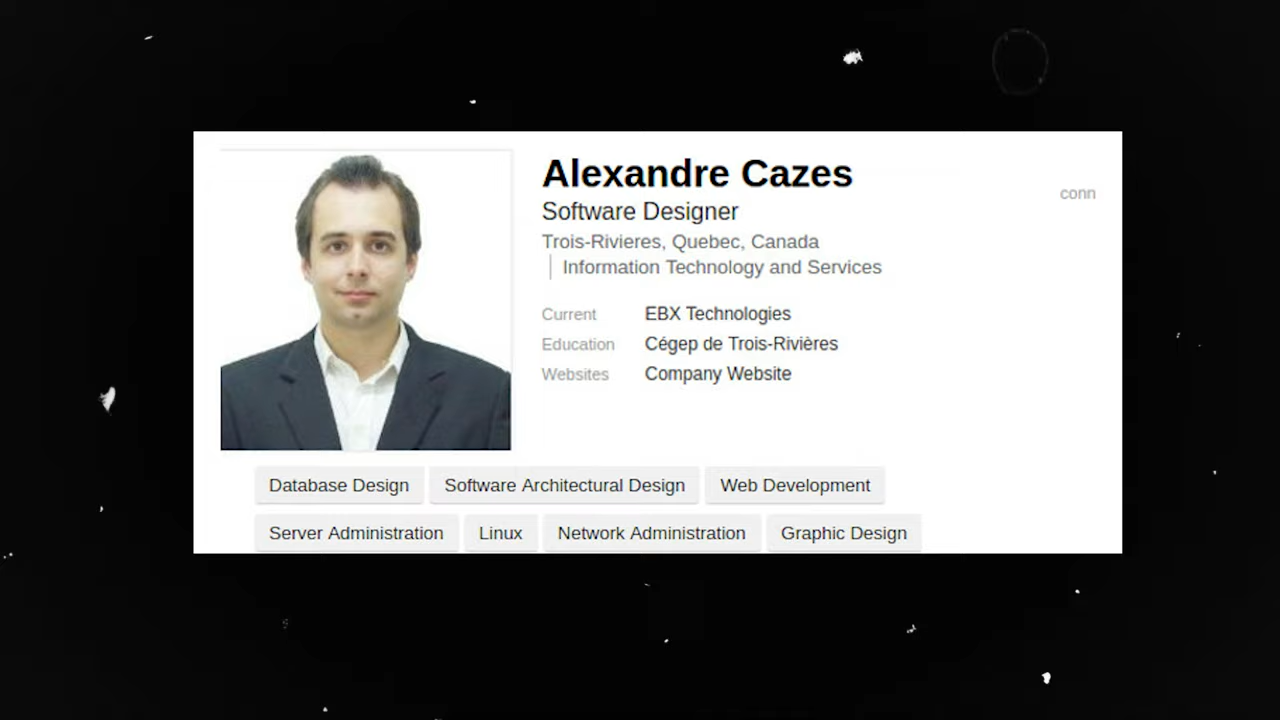 Alexandre Cazes
conn
Software Designer
Trois-Rivieres, Quebec, Canada
Information Technology and Services
Current EBX Technologies
Education Cégep de Trois-Rivières
Websites Company Website
Database Design Software Architectural Design Web Development
Server Administration Linux Network Administration Graphic Design